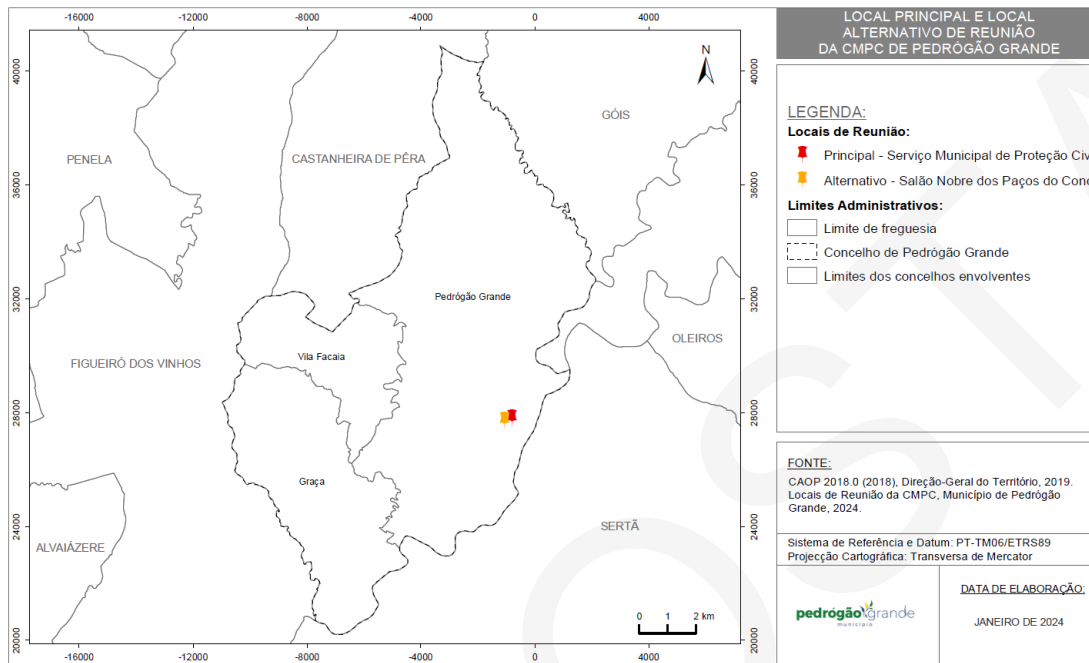 LOCAL PRINCIPAL E LOCAL
ALTERNATIVO DE REUNIÃO
DA CMPC DE PEDRÓGÃO GRANDE
-16000 -12000 -8000 -4000 0 4000
40000 40000
36000 36000
32000 32000
28000 28000
24000 24000
20000 20000
-16000 -12000 -8000 -4000 0 4000
N
GÓIS
PENELA
CASTANHEIRA DE PÊRA
Pedrógão Grande
OLEIROS
Vila Facaia
FIGUEIRÓ DOS VINHOS
Graça
SERTÃ
ALVAIÁZERE
0 1 2 km
LEGENDA:
Locais de Reunião:
Principal - Serviço Municipal de Proteção Civ
Alternativo - Salão Nobre dos Paços do Conc
Limites Administrativos:
Limite de freguesia
Concelho de Pedrógão Grande
Limites dos concelhos envolventes
FONTE:
CAOP 2018.0 (2018), Direção-Geral do Território, 2019.
Locais de Reunião da CMPC, Município de Pedrógão
Grande, 2024.
Sistema de Referência e Datum: PT-TM06/ETRS89
Projecção Cartográfica: Transversa de Mercator
pedrógão grande
município
DATA DE ELABORAÇÃO:
JANEIRO DE 2024